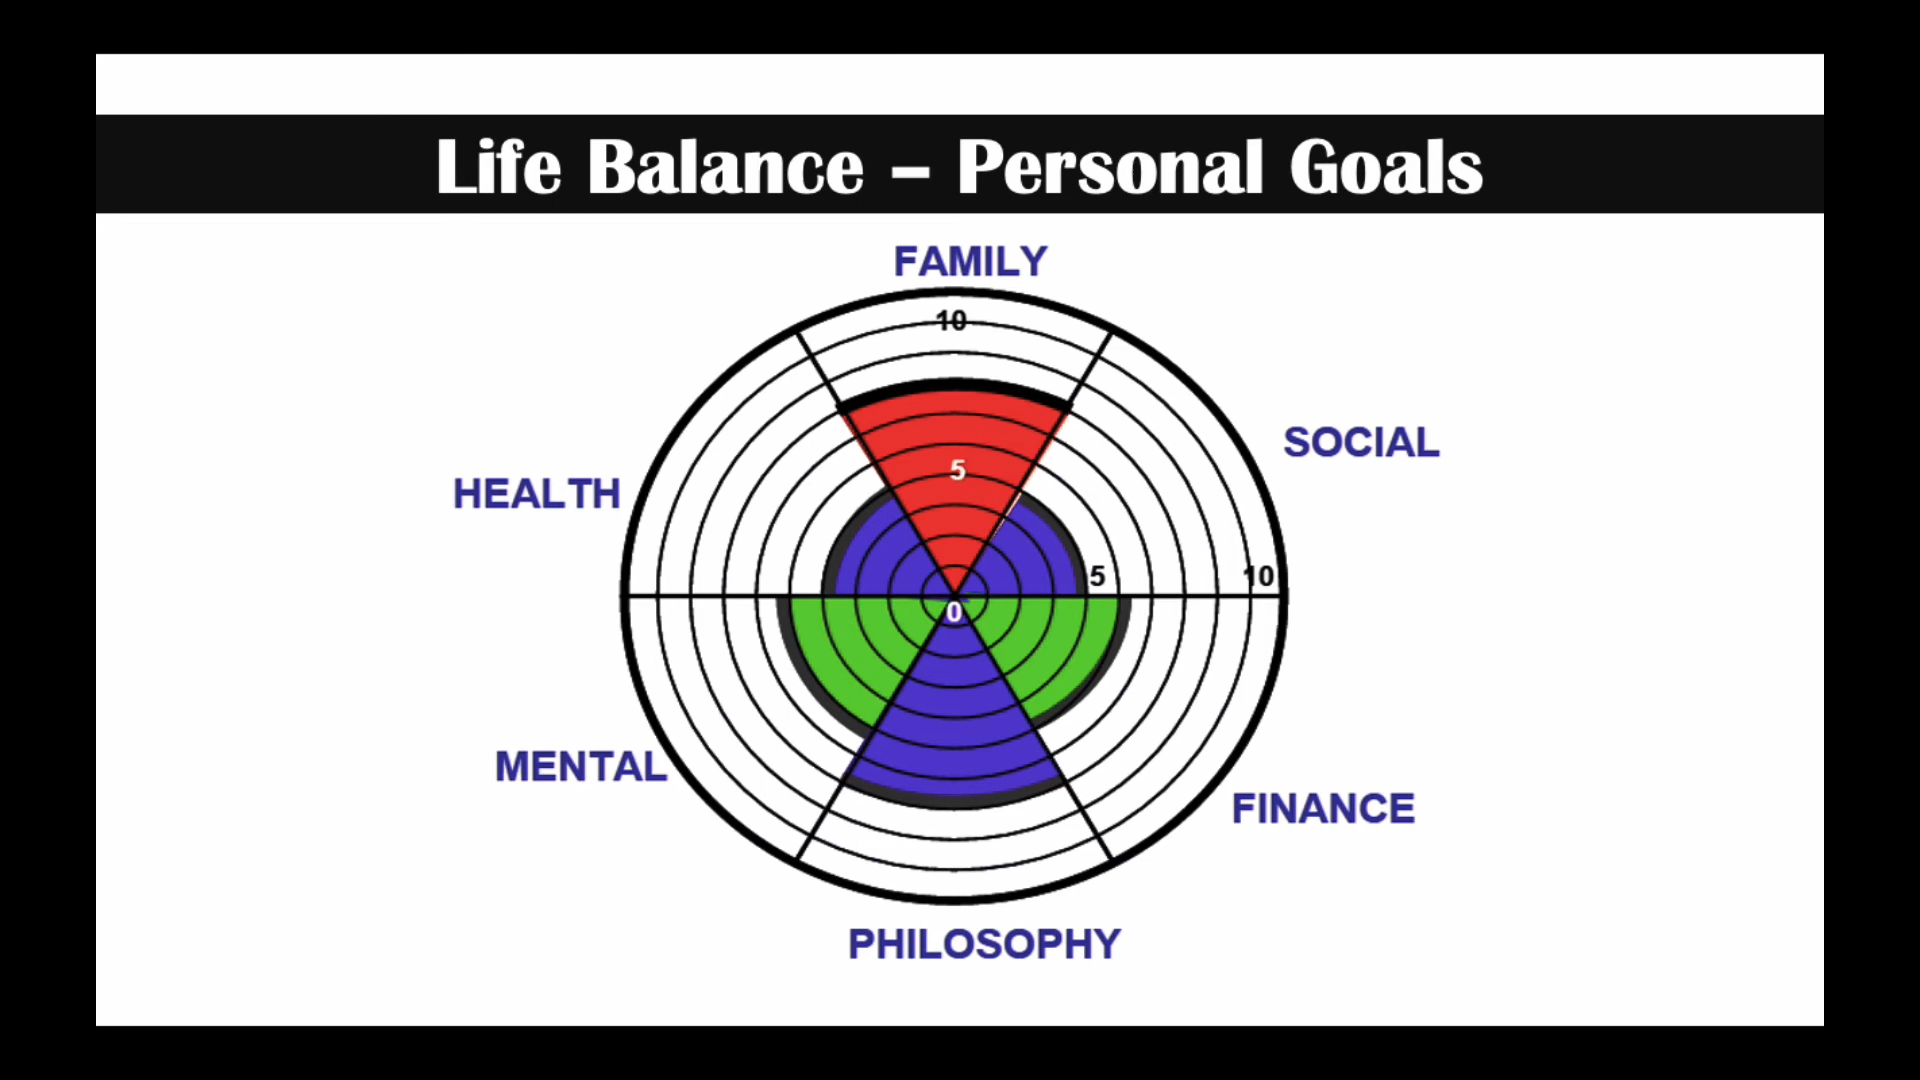 Life Balance – Personal Goals
FAMILY
10
SOCIAL
5
HEALTH
5
10
0
MENTAL
FINANCE
PHILOSOPHY